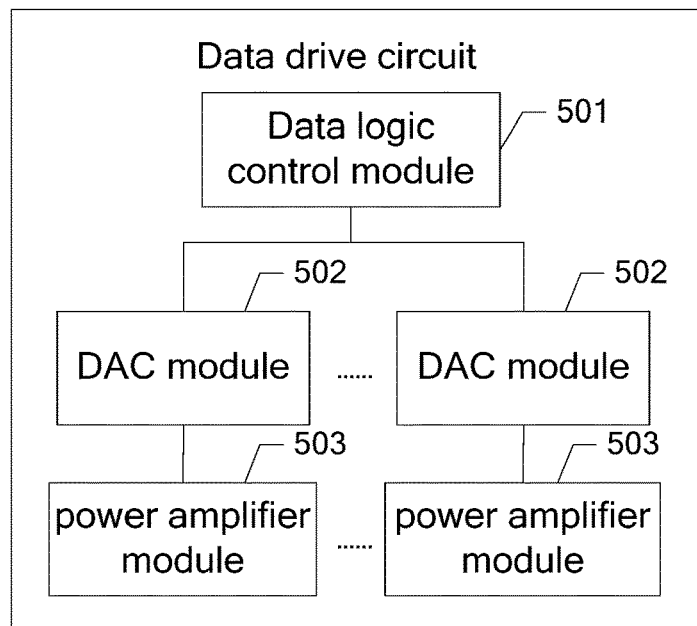 Data drive circuit
Data logic
control module
501
502
502
DAC module
......
DAC module
503
503
power amplifier
module
......
power amplifier
module